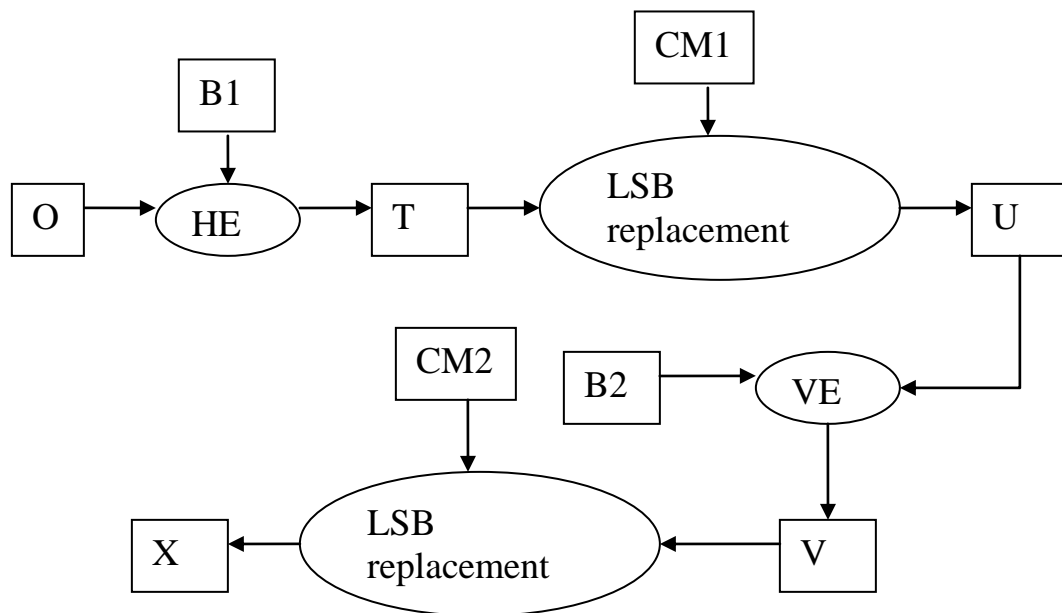 CM1
B1
O
HE
T
LSB
replacement
U
CM2
B2
VE
X
LSB
replacement
V